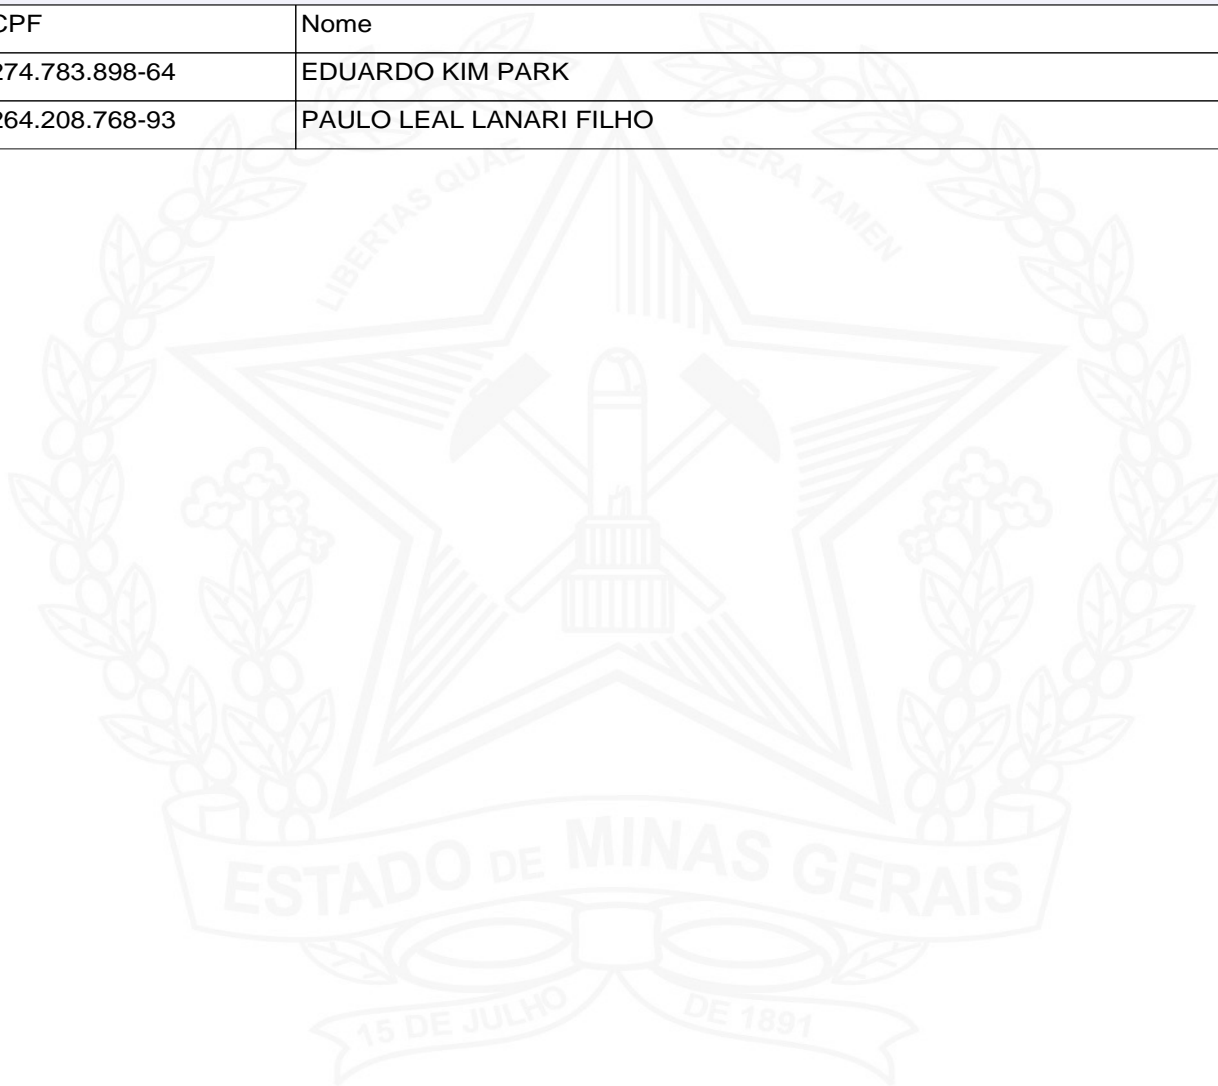 CPF Nome
274.783.898-64 EDUARDO KIM PARK
264.208.768-93 PAULO LEAL LANARI FILHO
LIBERTAS QUAE SERA TAMEN
ESTADO DE MINAS GERAIS
15 DE JULHO DE 1891